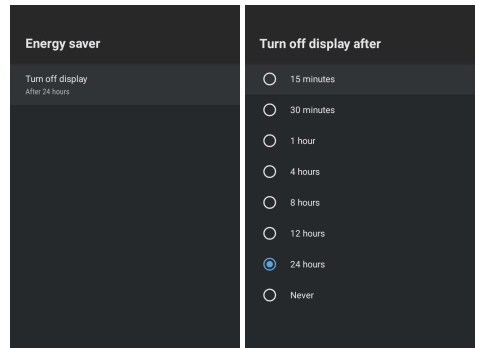 Energy saver
Turn off display
After 24 hours
Turn off display after
15 minutes
30 minutes
1 hour
4 hours
8 hours
12 hours
24 hours
Never